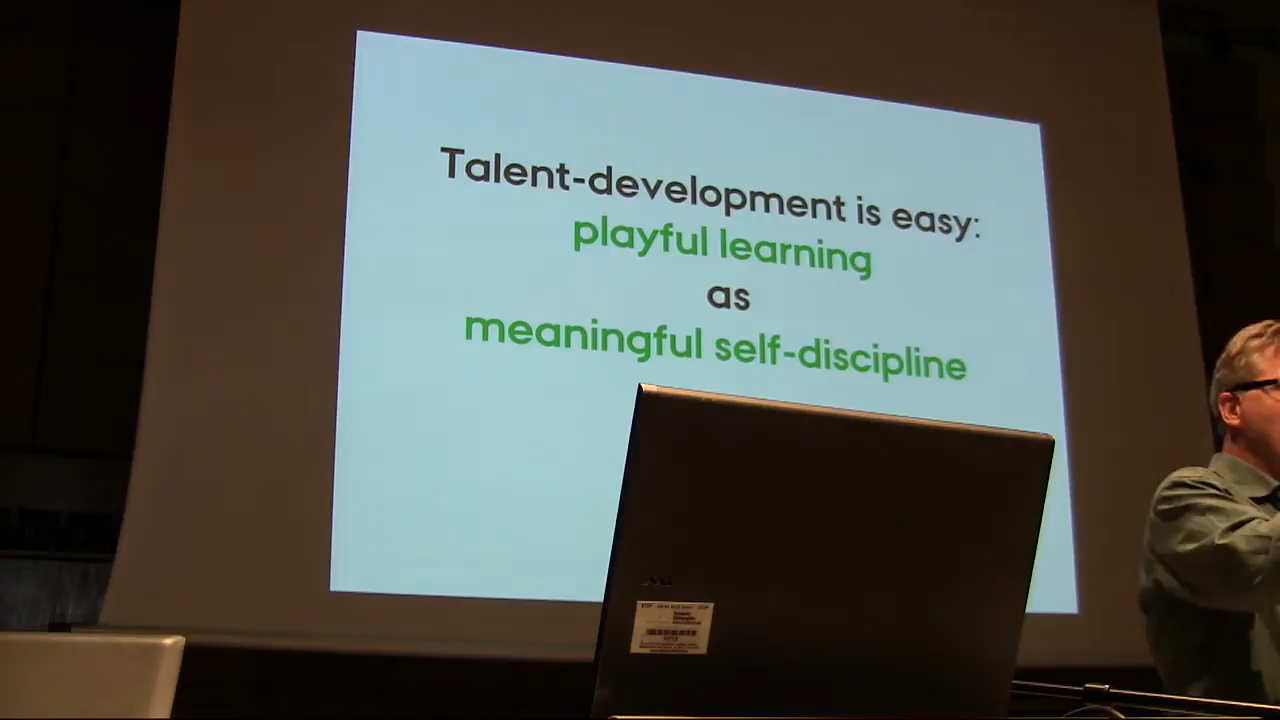 Talent-development is easy:
playful learning
as
meaningful self-discipline